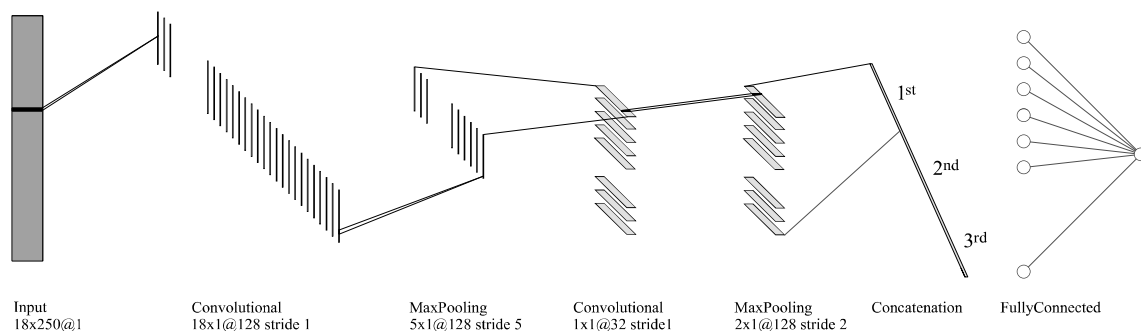 1st
2nd
3rd
Input
18x250@1
Convolutional
18x1@128 stride 1
MaxPooling
5x1@128 stride 5
Convolutional
1x1@32 stride1
MaxPooling
2x1@128 stride 2
Concatenation
FullyConnected